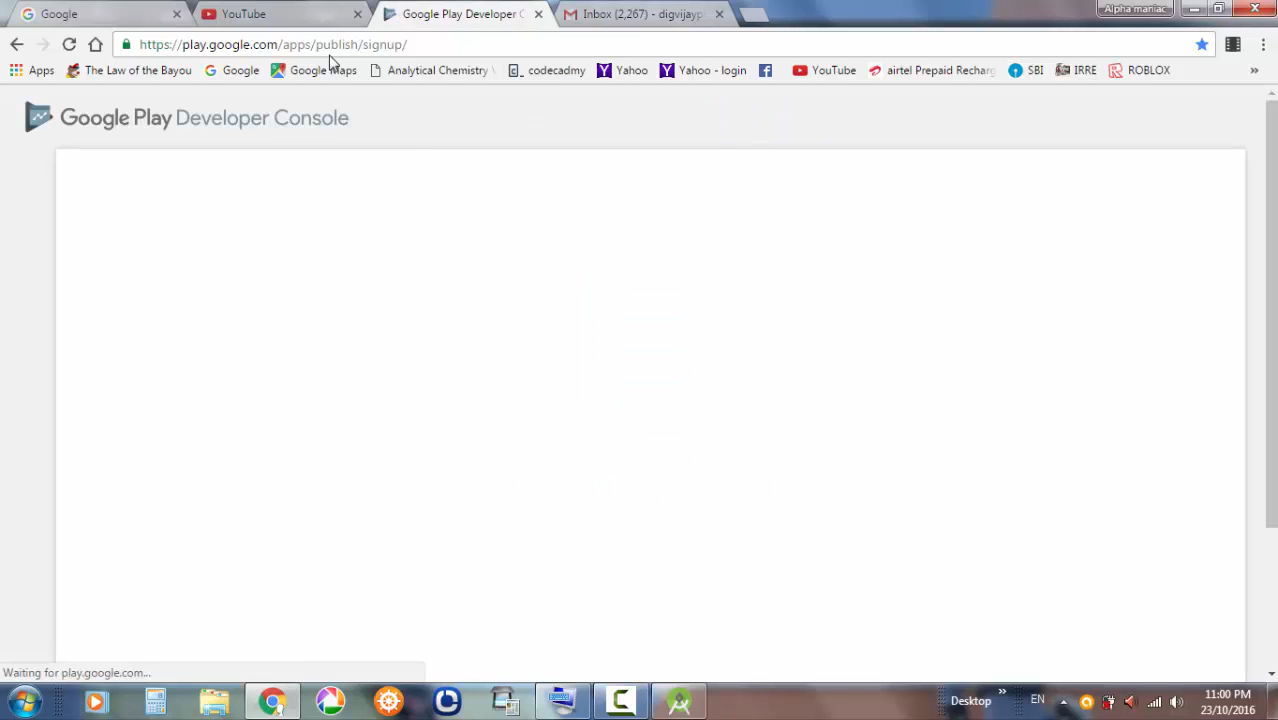 Google
YouTube
Google Play Developer C
Inbox (2,267) - digvijayp
Alpha maniac
https://play.google.com/apps/publish/signup/
Apps
The Law of the Bayou
Google
Google Maps
Analytical Chemistry \
codecadmy
Yahoo
Yahoo - login
YouTube
airtel Prepaid Recharg
SBI
IRRE
ROBLOX
»
Google Play Developer Console
Waiting for play.google.com...
Desktop
»
EN
11:00 PM
23/10/2016